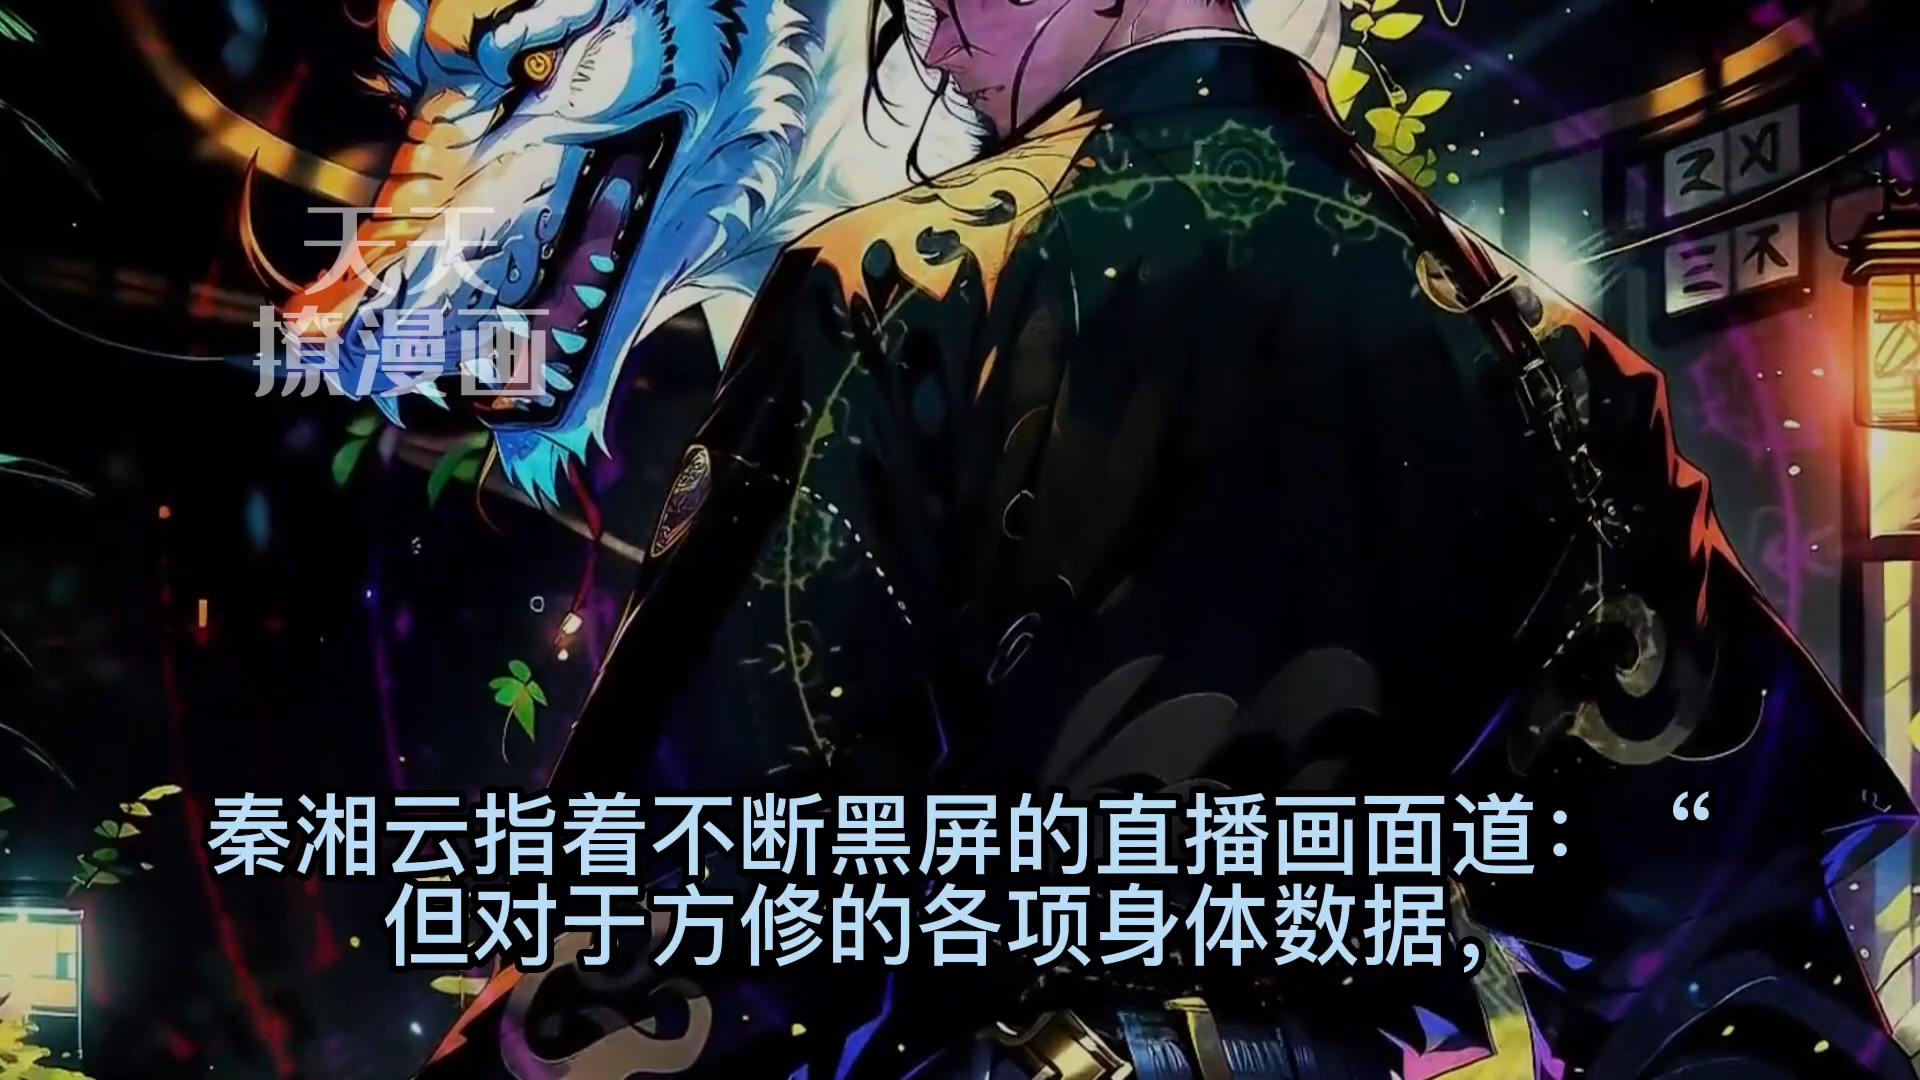 天天
撩漫画
秦湘云指着不断黑屏的直播画面道：“
但对于方修的各项身体数据，